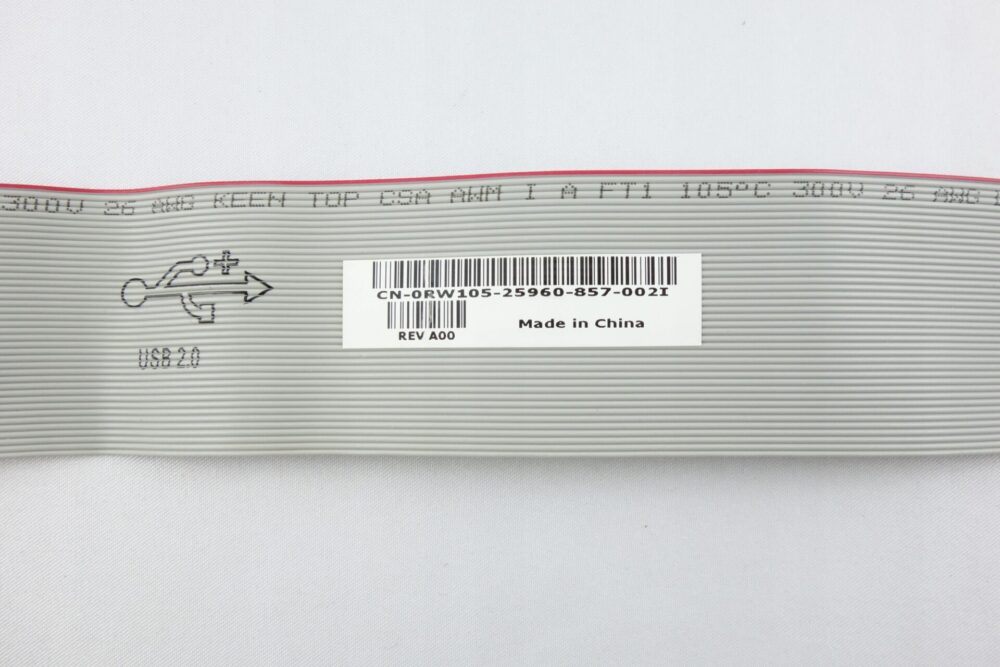 300V 26 AWG KEEN TOP CSA AWM I A FT1 105ºC 300V 26 AWG
CN-0RW105-25960-857-002I
REV A00 Made in China
USB 2.0